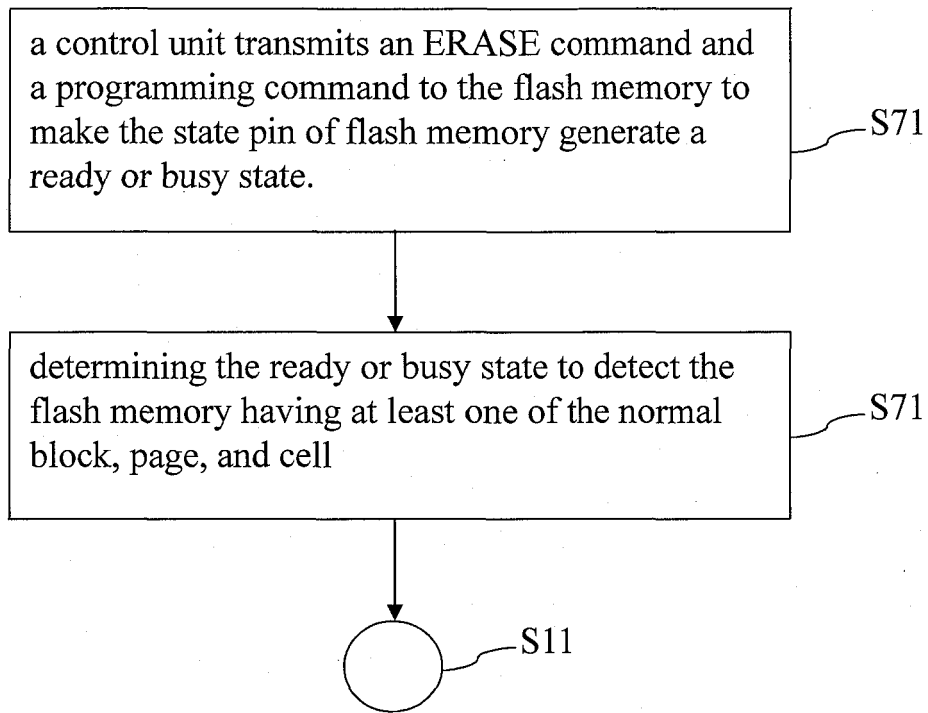 a control unit transmits an ERASE command and
a programming command to the flash memory to
make the state pin of flash memory generate a
ready or busy state.
S71
determining the ready or busy state to detect the
flash memory having at least one of the normal
block, page, and cell
S71
S11